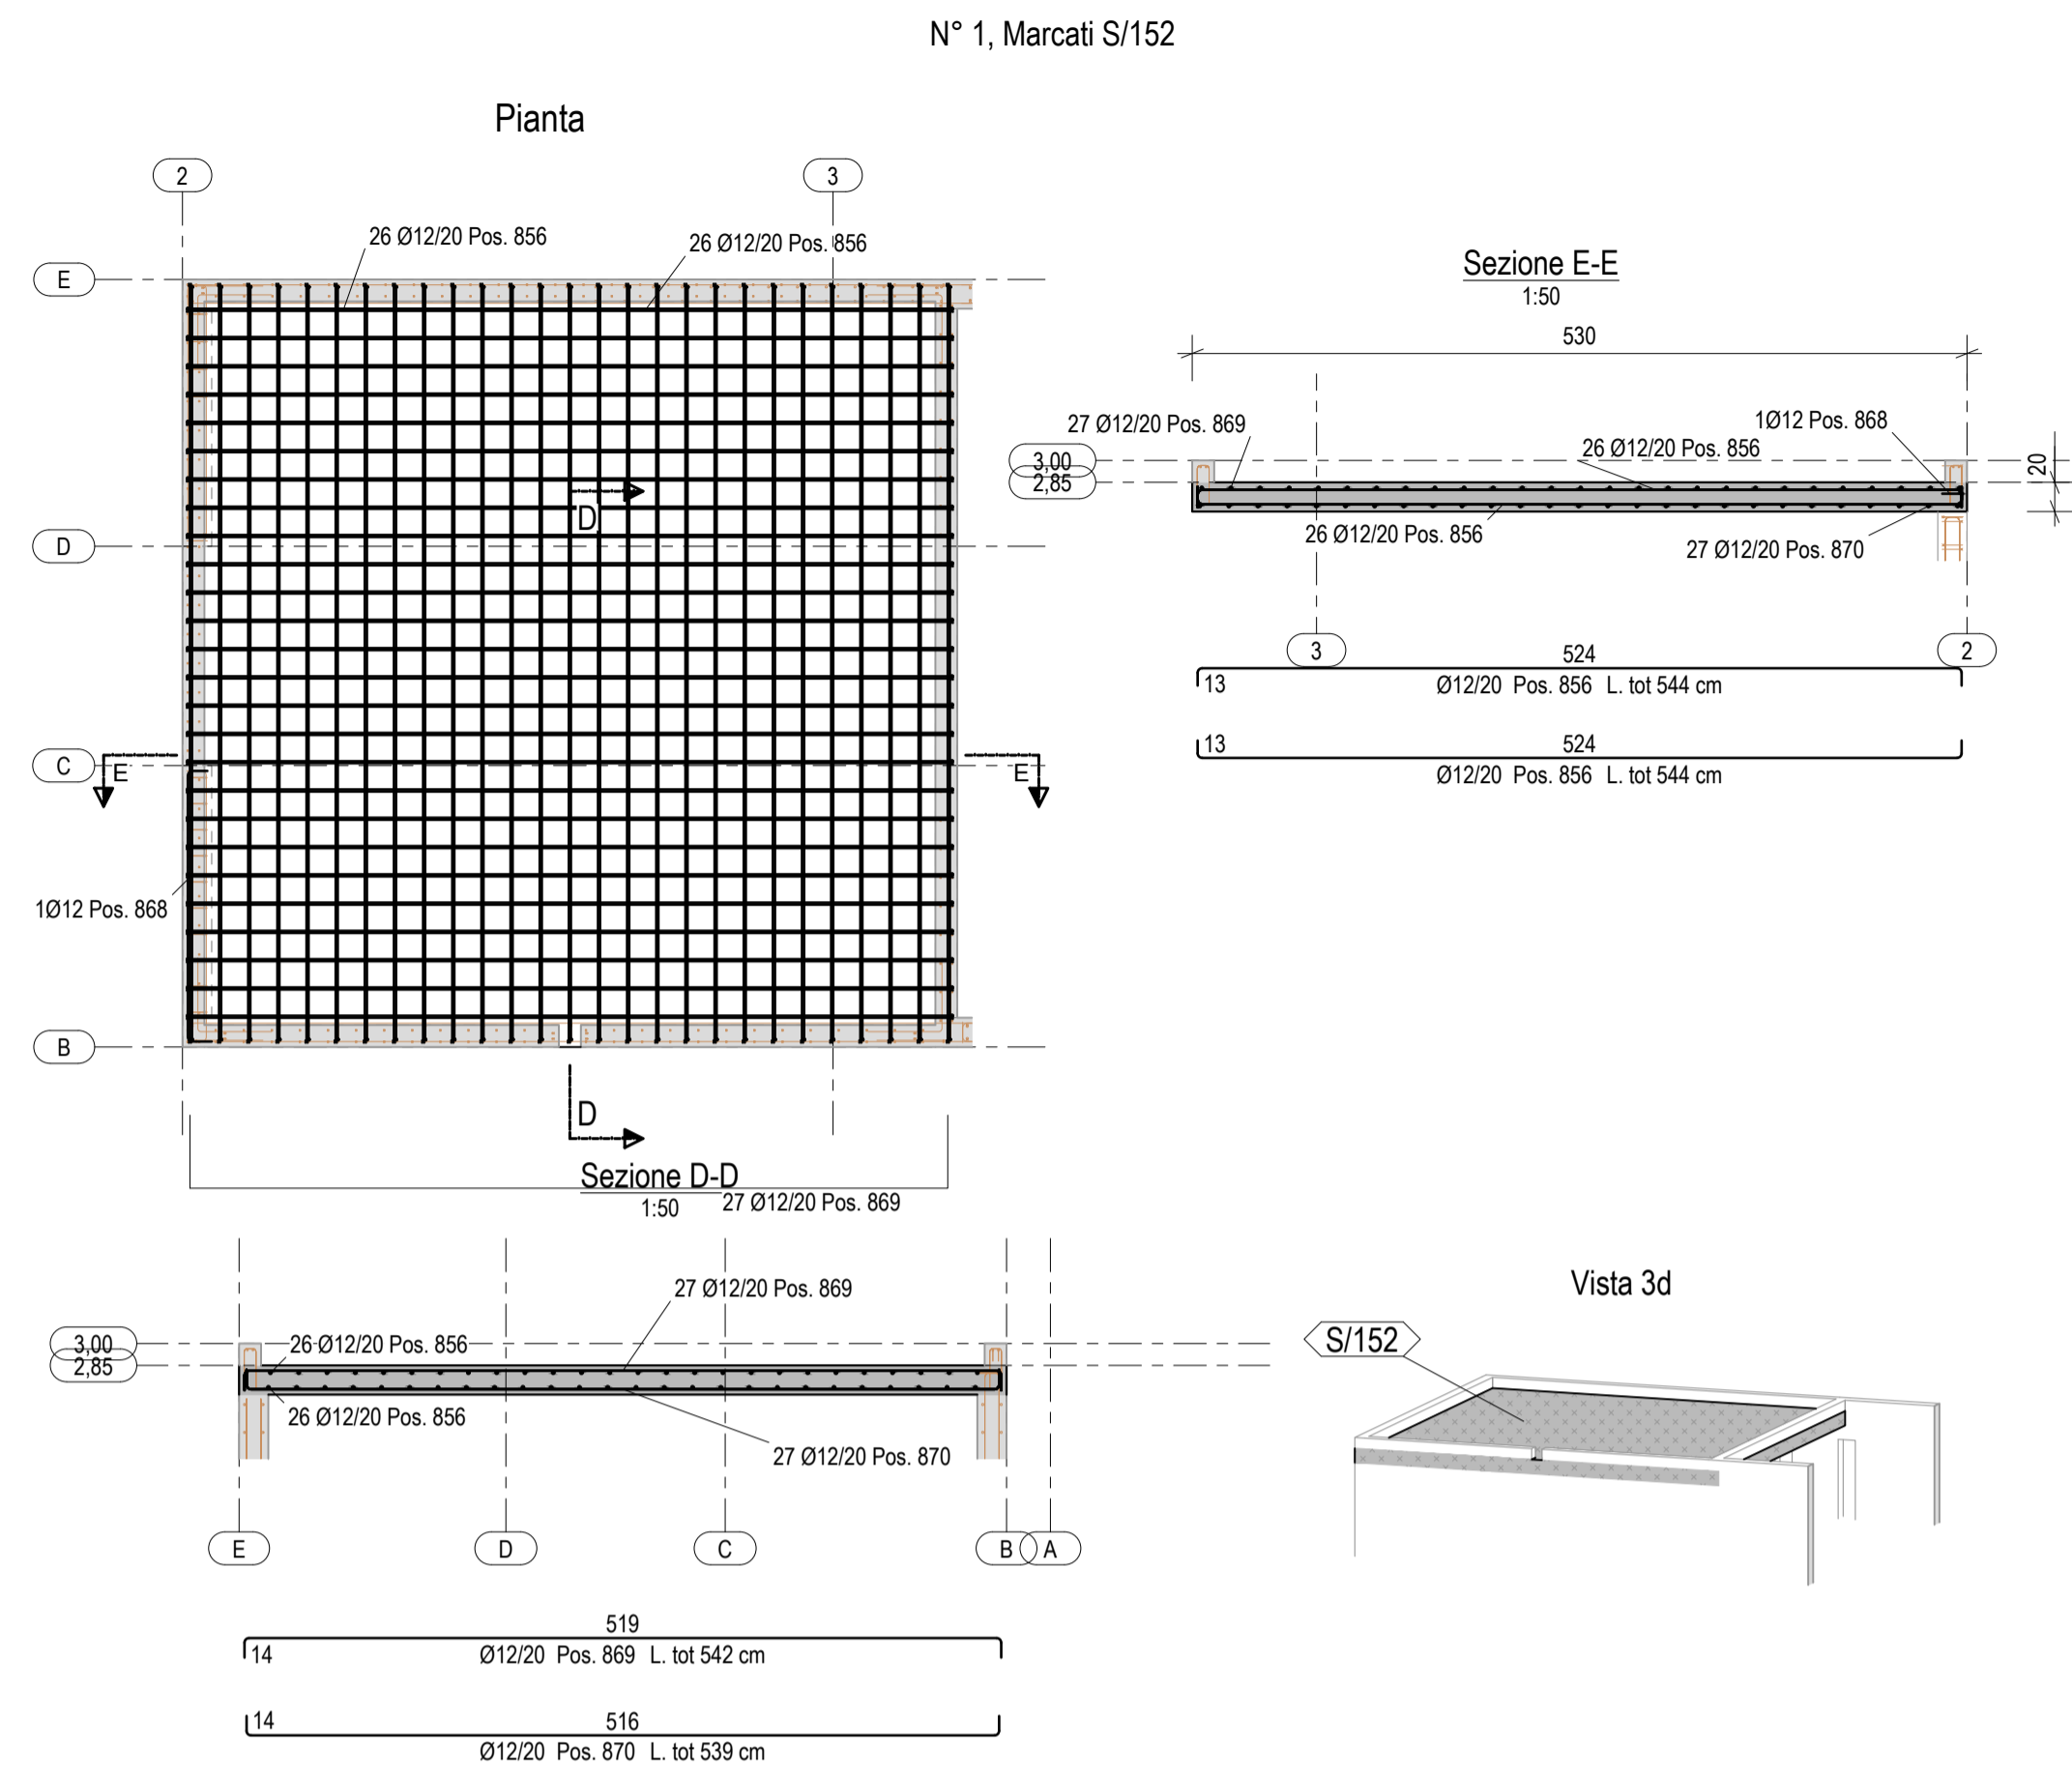 N° 1, Marcati S/152
Pianta
2
3
26 Ø12/20 Pos. 856
26 Ø12/20 Pos. 856
E
D
D
C
E
E
1Ø12 Pos. 868
B
D
Sezione D-D
1:50
27 Ø12/20 Pos. 869
Sezione E-E
1:50
530
27 Ø12/20 Pos. 869
1Ø12 Pos. 868
26 Ø12/20 Pos. 856
3,00
2,85
20
26 Ø12/20 Pos. 856
27 Ø12/20 Pos. 870
3
2
524
13
Ø12/20 Pos. 856 L. tot 544 cm
13
524
Ø12/20 Pos. 856 L. tot 544 cm
27 Ø12/20 Pos. 869
3,00
26 Ø12/20 Pos. 856
2,85
26 Ø12/20 Pos. 856
27 Ø12/20 Pos. 870
E
D
C
B
A
519
14
Ø12/20 Pos. 869 L. tot 542 cm
14
516
Ø12/20 Pos. 870 L. tot 539 cm
Vista 3d
S/152